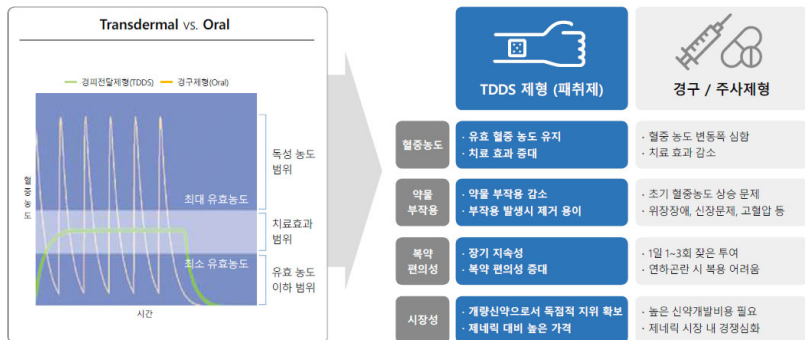 Transdermal vs. Oral
경피전달제형(TDDS) 경구제형(Oral)
혈중농도
독성 농도
범위
최대 유효농도
치료효과
범위
최소 유효농도
유효 농도
이하 범위
시간
TDDS 제형 (패취제)
경구 / 주사제형
혈중농도
· 유효 혈중 농도 유지
· 치료 효과 증대
· 혈중 농도 변동폭 심함
· 치료 효과 감소
약물
부작용
· 약물 부작용 감소
· 부작용 발생시 제거 용이
· 초기 혈중농도 상승 문제
· 위장장애, 신장문제, 고혈압 등
복약
편의성
· 장기 지속성
· 복약 편의성 증대
· 1일 1~3회 잦은 투여
· 연하곤란 시 복용 어려움
시장성
· 개량신약으로서 독점적 지위 확보
· 제네릭 대비 높은 가격
· 높은 신약개발비용 필요
· 제네릭 시장 내 경쟁심화